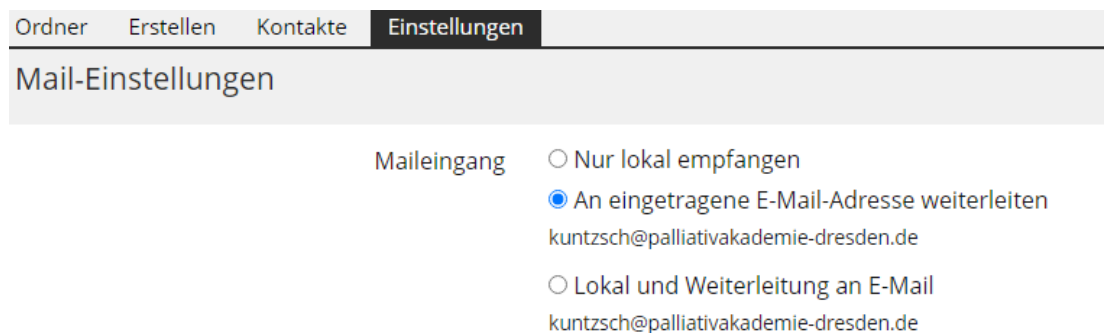 Ordner Erstellen Kontakte Einstellungen
Mail-Einstellungen
Maileingang Nur lokal empfangen
An eingetragene E-Mail-Adresse weiterleiten
kuntzsch@palliativakademie-dresden.de
Lokal und Weiterleitung an E-Mail
kuntzsch@palliativakademie-dresden.de